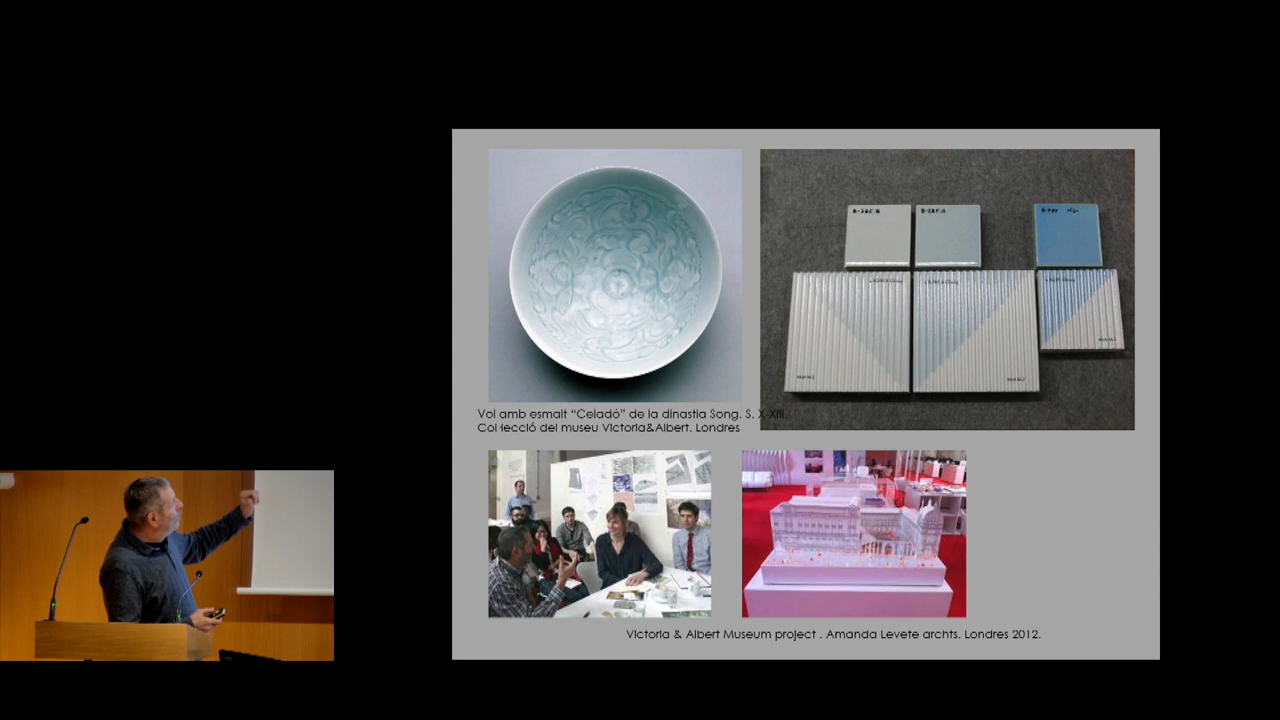 Vol amb esmalt “Celadó” de la dinastia Song. S. X-XIII.
Col·lecció del museu Victoria&Albert. Londres
Victoria & Albert Museum project . Amanda Levete archts. Londres 2012.